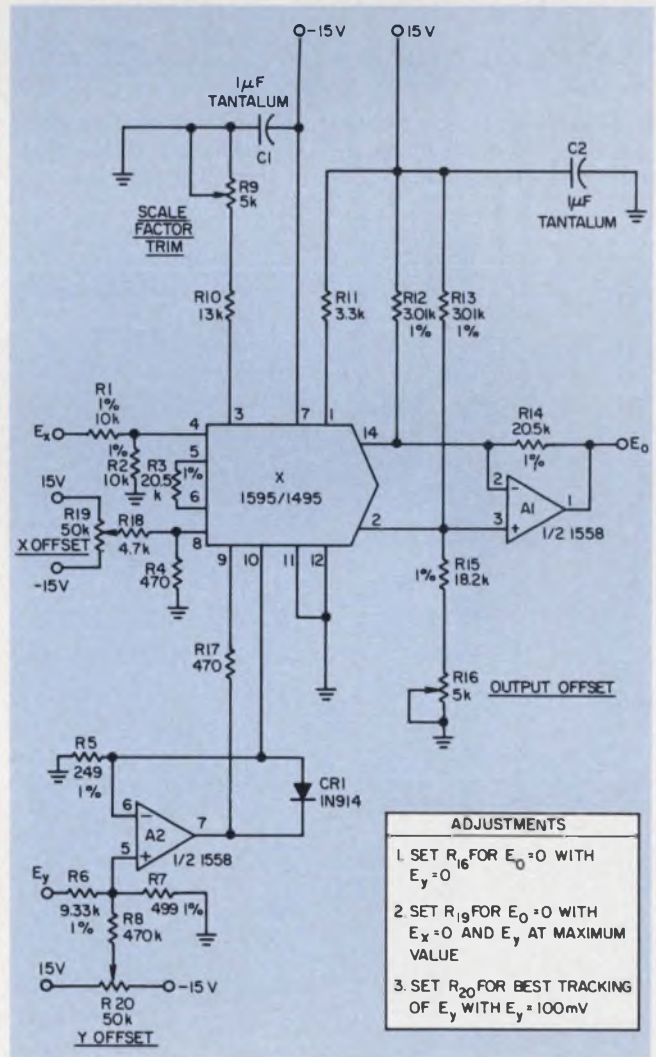 -15 V
15 V
1µF
TANTALUM
C1
C2
1µF
TANTALUM
R9
5k
SCALE
FACTOR
TRIM
R10
13k
R11
3.3k
R12
3.01k
1%
R13
3.01k
1%
R1
1%
10k
Ex
1%
R2
10k
R3
20.5
k
1%
3
7
1
4
5
6
8
14
2
X
1595/1495
R14
20.5k
1%
Eo
2
3
1
A1
1/2 1558
15V
R19
50k
X OFFSET
-15V
R18
4.7k
R4
470
9
10
11
12
1%
R15
18.2k
R17
470
R16
5k
OUTPUT OFFSET
R5
249
1%
CR1
IN914
6
5
7
A2
1/2 1558
Ey
R6
9.33k
1%
R7
499 1%
R8
470k
15V
-15V
R20
50k
Y OFFSET
ADJUSTMENTS
1. SET R16 FOR Eo=0 WITH
Ey=0
2. SET R19 FOR Eo=0 WITH
Ex=0 AND Ey AT MAXIMUM
VALUE
3. SET R20 FOR BEST TRACKING
OF Ey WITH Ey=100mV